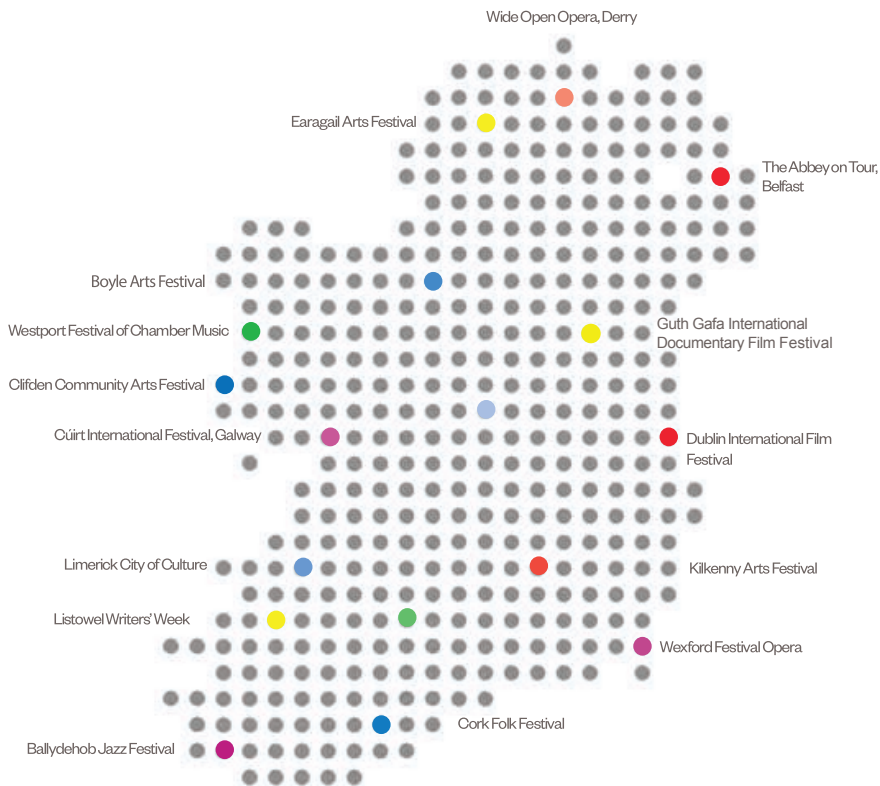 Wide Open Opera, Derry
Earagail Arts Festival
The Abbey on Tour,
Belfast
Boyle Arts Festival
Westport Festival of Chamber Music
Guth Gafa International
Documentary Film Festival
Clifden Community Arts Festival
Cúirt International Festival, Galway
Dublin International Film
Festival
Limerick City of Culture
Kilkenny Arts Festival
Listowel Writers' Week
Wexford Festival Opera
Cork Folk Festival
Ballydehob Jazz Festival